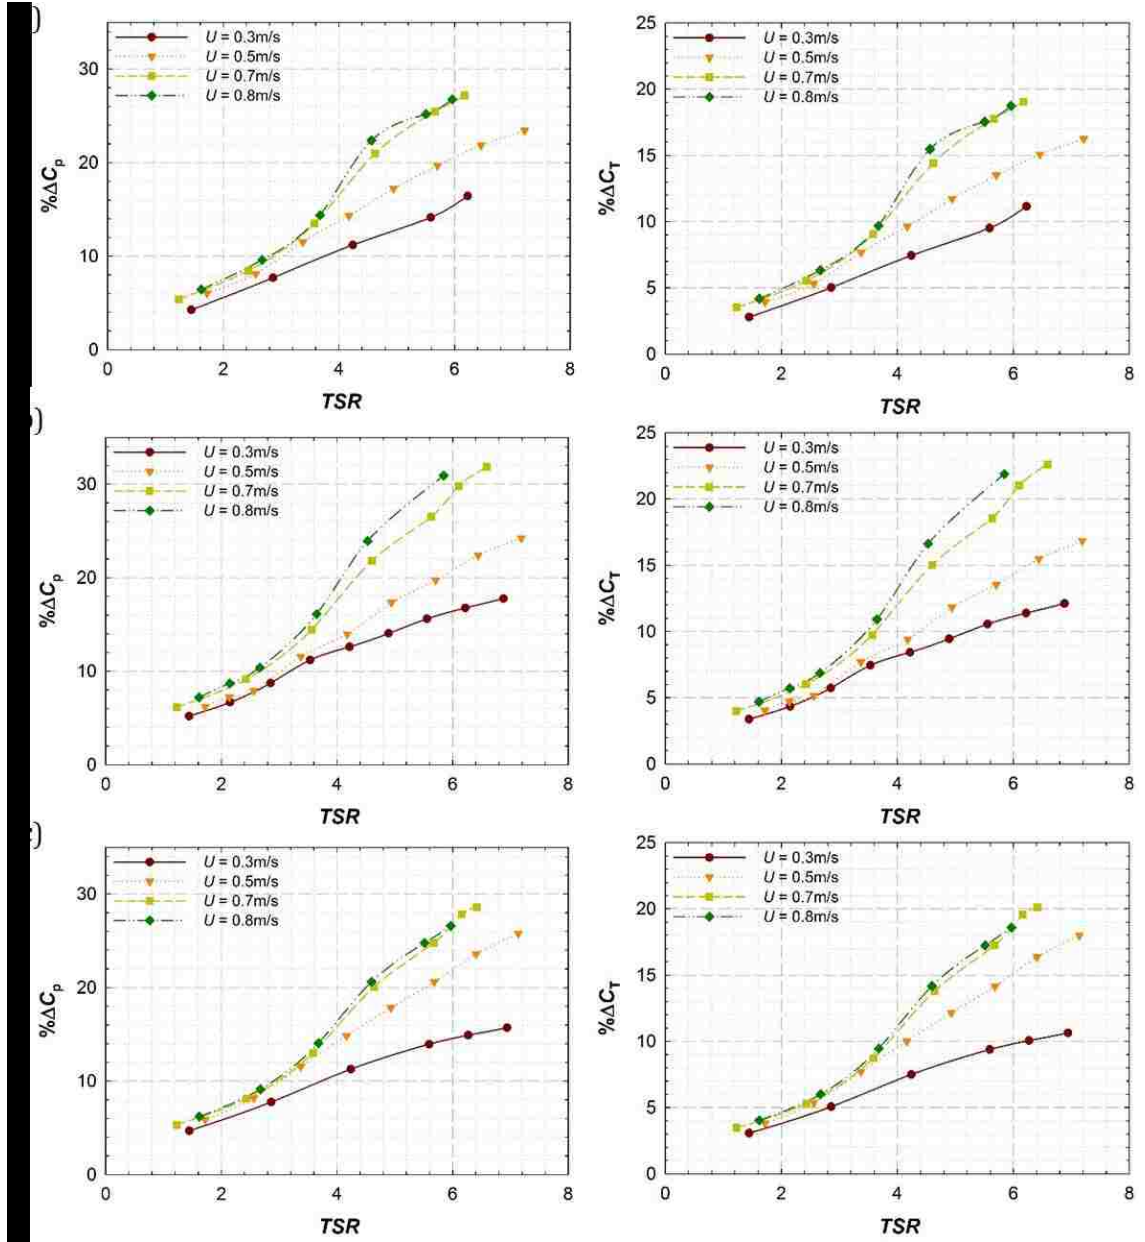 )
U = 0.3m/s
U = 0.5m/s
U = 0.7m/s
U = 0.8m/s
30
20
10
0
%ΔCp
0 2 4 6 8
TSR
U = 0.3m/s
U = 0.5m/s
U = 0.7m/s
U = 0.8m/s
25
20
15
10
5
0
%ΔCT
0 2 4 6 8
TSR
)
U = 0.3m/s
U = 0.5m/s
U = 0.7m/s
U = 0.8m/s
30
20
10
0
%ΔCp
0 2 4 6 8
TSR
U = 0.3m/s
U = 0.5m/s
U = 0.7m/s
U = 0.8m/s
25
20
15
10
5
0
%ΔCT
0 2 4 6 8
TSR
)
U = 0.3m/s
U = 0.5m/s
U = 0.7m/s
U = 0.8m/s
30
20
10
0
%ΔCp
0 2 4 6 8
TSR
U = 0.3m/s
U = 0.5m/s
U = 0.7m/s
U = 0.8m/s
25
20
15
10
5
0
%ΔCT
0 2 4 6 8
TSR